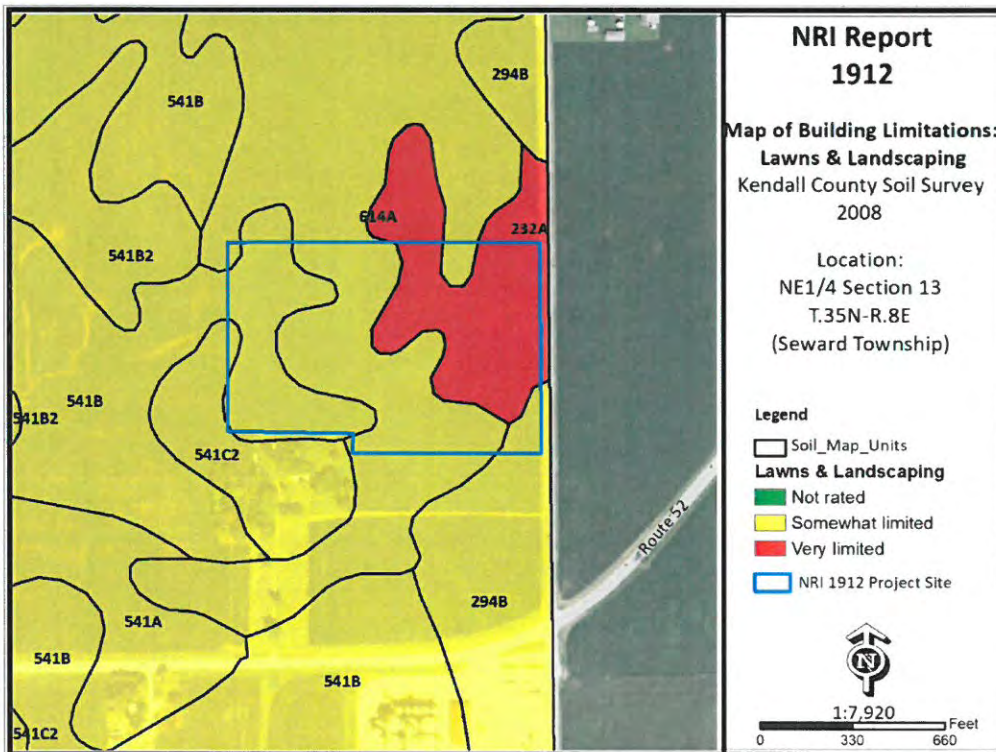 NRI Report
1912
Map of Building Limitations:
Lawns & Landscaping
Kendall County Soil Survey
2008
Location:
NE1/4 Section 13
T.35N-R.8E
(Seward Township)
Legend
Soil_Map_Units
Lawns & Landscaping
Not rated
Somewhat limited
Very limited
NRI 1912 Project Site
N
1:7,920
Feet
0 330 660
294B
541B
614A
232A
541B2
541B
541B2
541C2
Route 52
294B
541A
541B
541B
541C2